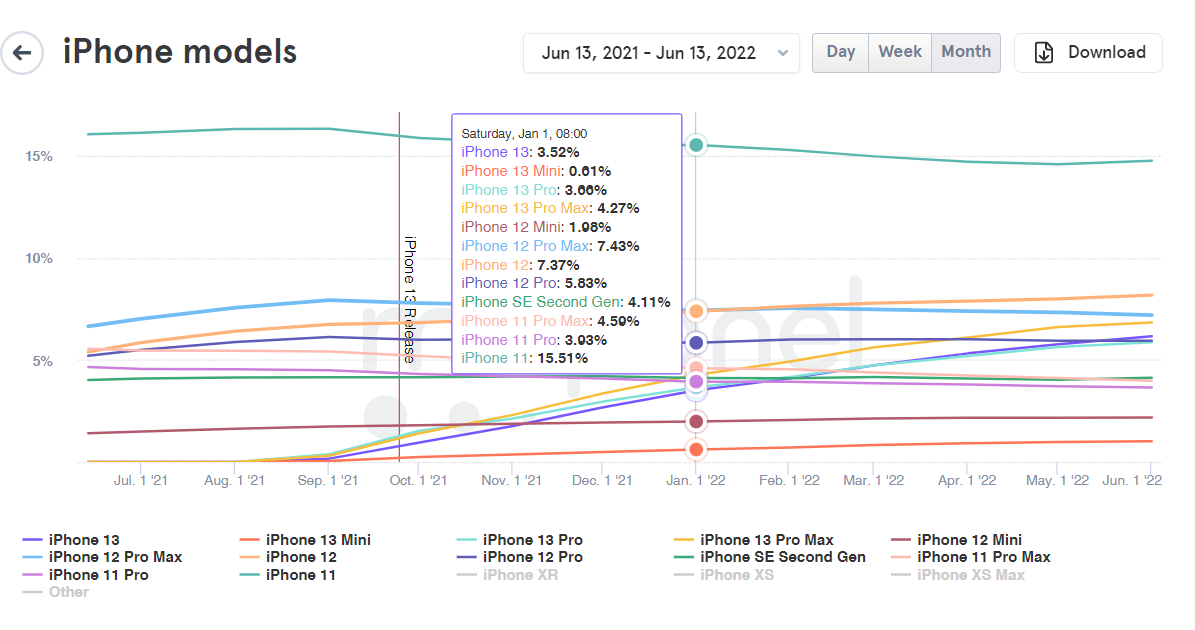 iPhone models
Jun 13, 2021 - Jun 13, 2022
Day
Week
Month
Download
15%
10%
5%
iPhone 13 Release
Saturday, Jan 1, 08:00
iPhone 13: 3.52%
iPhone 13 Mini: 0.61%
iPhone 13 Pro: 3.66%
iPhone 13 Pro Max: 4.27%
iPhone 12 Mini: 1.98%
iPhone 12 Pro Max: 7.43%
iPhone 12: 7.37%
iPhone 12 Pro: 5.83%
iPhone SE Second Gen: 4.11%
iPhone 11 Pro Max: 4.59%
iPhone 11 Pro: 3.93%
iPhone 11: 15.51%
Jul. 1 '21
Aug. 1 '21
Sep. 1 '21
Oct. 1 '21
Nov. 1 '21
Dec. 1 '21
Jan. 1 '22
Feb. 1 '22
Mar. 1 '22
Apr. 1 '22
May. 1 '22
Jun. 1 '22
iPhone 13
iPhone 13 Mini
iPhone 13 Pro
iPhone 13 Pro Max
iPhone 12 Mini
iPhone 12 Pro Max
iPhone 12
iPhone 12 Pro
iPhone SE Second Gen
iPhone 11 Pro Max
iPhone 11 Pro
iPhone 11
iPhone XR
iPhone XS
iPhone XS Max
Other